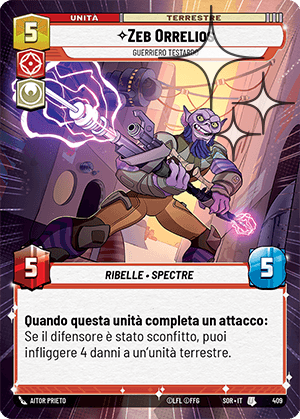 UNITÀ
TERRESTRE
5
✧ZEB ORRELIO
GUERRIERO TESTARDO
5
5
RIBELLE • SPECTRE
Quando questa unità completa un attacco:
Se il difensore è stato sconfitto, puoi
infliggere 4 danni a un'unità terrestre.
AITOR PRIETO
©LFL ©FFG
SOR • IT
409